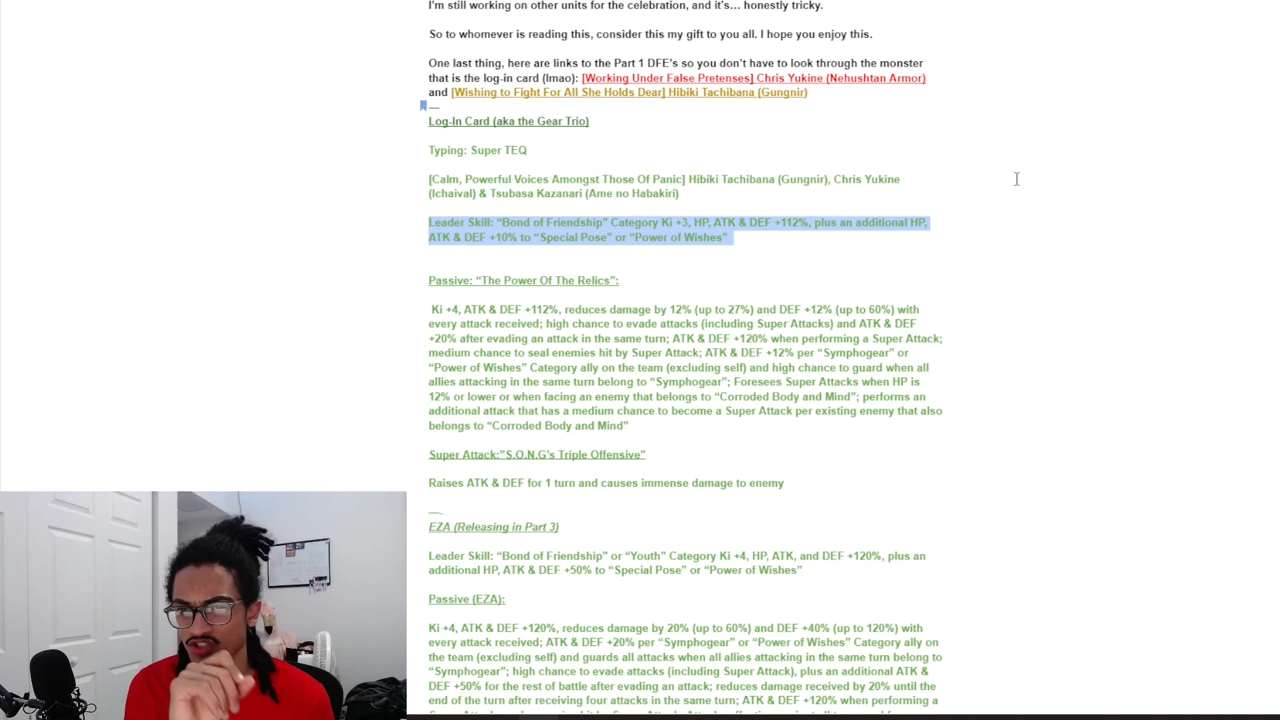 I'm still working on other units for the celebration, and it's… honestly tricky.
So to whomever is reading this, consider this my gift to you all. I hope you enjoy this.
One last thing, here are links to the Part 1 DFE's so you don't have to look through the monster
that is the log-in card (lmao): [Working Under False Pretenses] Chris Yukine (Nehushtan Armor)
and [Wishing to Fight For All She Holds Dear] Hibiki Tachibana (Gungnir)
—
Log-In Card (aka the Gear Trio)
Typing: Super TEQ
[Calm, Powerful Voices Amongst Those Of Panic] Hibiki Tachibana (Gungnir), Chris Yukine
(Ichaival) & Tsubasa Kazanari (Ame no Habakiri)
Leader Skill: “Bond of Friendship” Category Ki +3, HP, ATK & DEF +112%, plus an additional HP,
ATK & DEF +10% to “Special Pose” or “Power of Wishes”
Passive: “The Power Of The Relics”:
Ki +4, ATK & DEF +112%, reduces damage by 12% (up to 27%) and DEF +12% (up to 60%) with
every attack received; high chance to evade attacks (including Super Attacks) and ATK & DEF
+20% after evading an attack in the same turn; ATK & DEF +120% when performing a Super Attack;
medium chance to seal enemies hit by Super Attack; ATK & DEF +12% per “Symphogear” or
“Power of Wishes” Category ally on the team (excluding self) and high chance to guard when all
allies attacking in the same turn belong to “Symphogear”; Foresees Super Attacks when HP is
12% or lower or when facing an enemy that belongs to “Corroded Body and Mind”; performs an
additional attack that has a medium chance to become a Super Attack per existing enemy that also
belongs to “Corroded Body and Mind”
Super Attack:”S.O.N.G's Triple Offensive”
Raises ATK & DEF for 1 turn and causes immense damage to enemy
—-
EZA (Releasing in Part 3)
Leader Skill: “Bond of Friendship” or “Youth” Category Ki +4, HP, ATK, and DEF +120%, plus an
additional HP, ATK & DEF +50% to “Special Pose” or “Power of Wishes”
Passive (EZA):
Ki +4, ATK & DEF +120%, reduces damage by 20% (up to 60%) and DEF +40% (up to 120%) with
every attack received; ATK & DEF +20% per “Symphogear” or “Power of Wishes” Category ally on
the team (excluding self) and guards all attacks when all allies attacking in the same turn belong to
“Symphogear”; high chance to evade attacks (including Super Attack), plus an additional ATK &
DEF +50% for the rest of battle after evading an attack; reduces damage received by 20% until the
end of the turn after receiving four attacks in the same turn; ATK & DEF +120% when performing a